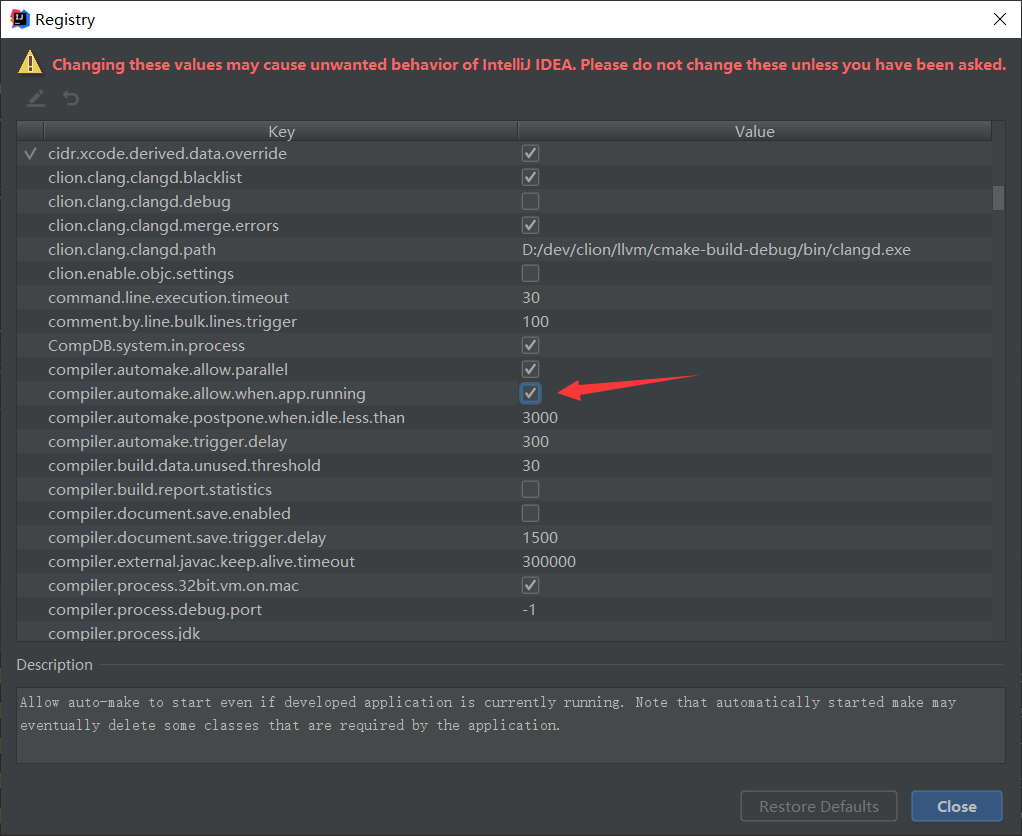 Registry
Changing these values may cause unwanted behavior of IntelliJ IDEA. Please do not change these unless you have been asked.
Key Value
cidr.xcode.derived.data.override
clion.clang.clangd.blacklist
clion.clang.clangd.debug
clion.clang.clangd.merge.errors
clion.clang.clangd.path D:/dev/clion/llvm/cmake-build-debug/bin/clangd.exe
clion.enable.objc.settings
command.line.execution.timeout 30
comment.by.line.bulk.lines.trigger 100
CompDB.system.in.process
compiler.automake.allow.parallel
compiler.automake.allow.when.app.running
compiler.automake.postpone.when.idle.less.than 3000
compiler.automake.trigger.delay 300
compiler.build.data.unused.threshold 30
compiler.build.report.statistics
compiler.document.save.enabled
compiler.document.save.trigger.delay 1500
compiler.external.javac.keep.alive.timeout 300000
compiler.process.32bit.vm.on.mac
compiler.process.debug.port -1
compiler.process.jdk
Description
Allow auto-make to start even if developed application is currently running. Note that automatically started make may
eventually delete some classes that are required by the application.
Restore Defaults Close